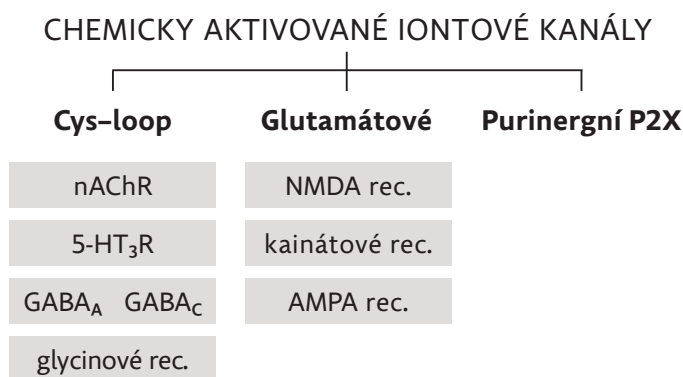 CHEMICKY AKTIVOVANÉ IONTOVÉ KANÁLY
Cys–loop Glutamátové Purinergní P2X
nAChR NMDA rec.
5-HT₃R kainátové rec.
GABA_A GABA_C AMPA rec.
glycinové rec.